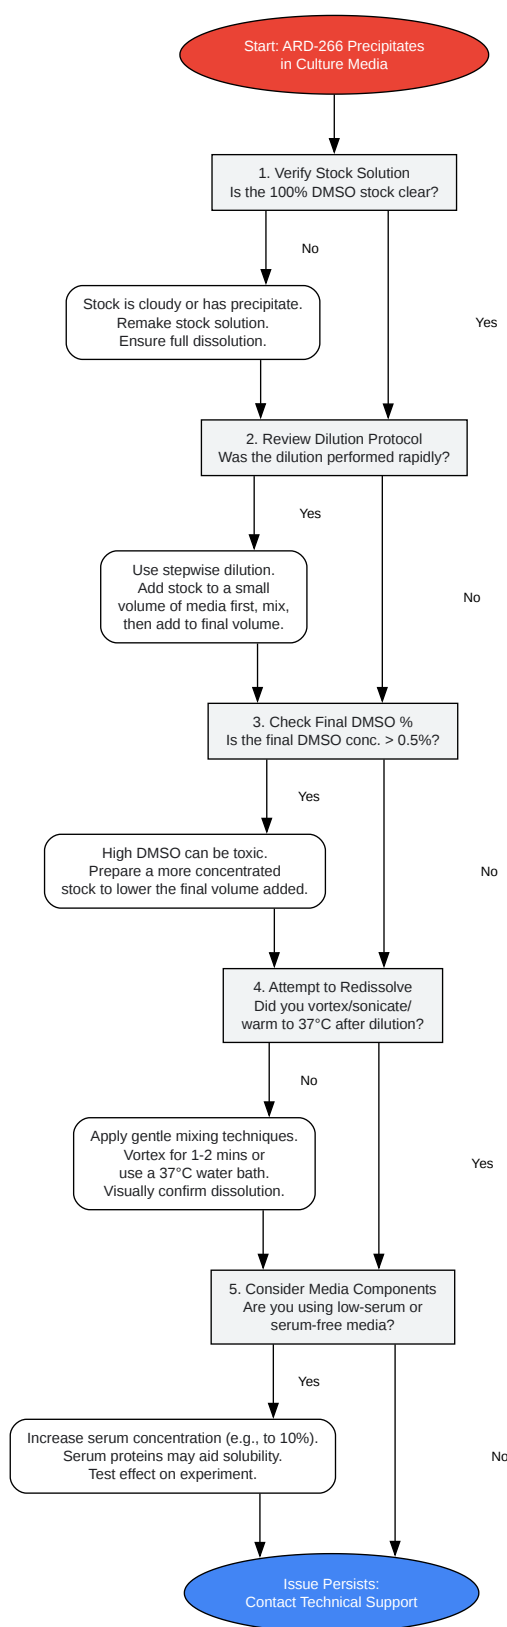 Start: ARD-266 Precipitates
in Culture Media
1. Verify Stock Solution
Is the 100% DMSO stock clear?
No
Stock is cloudy or has precipitate.
Remake stock solution.
Ensure full dissolution.
Yes
2. Review Dilution Protocol
Was the dilution performed rapidly?
Yes
Use stepwise dilution.
Add stock to a small
volume of media first, mix,
then add to final volume.
No
3. Check Final DMSO %
Is the final DMSO conc. > 0.5%?
Yes
High DMSO can be toxic.
Prepare a more concentrated
stock to lower the final volume added.
No
4. Attempt to Redissolve
Did you vortex/sonicate/
warm to 37°C after dilution?
No
Apply gentle mixing techniques.
Vortex for 1-2 mins or
use a 37°C water bath.
Visually confirm dissolution.
Yes
5. Consider Media Components
Are you using low-serum or
serum-free media?
Yes
Increase serum concentration (e.g., to 10%).
Serum proteins may aid solubility.
Test effect on experiment.
No
Issue Persists:
Contact Technical Support